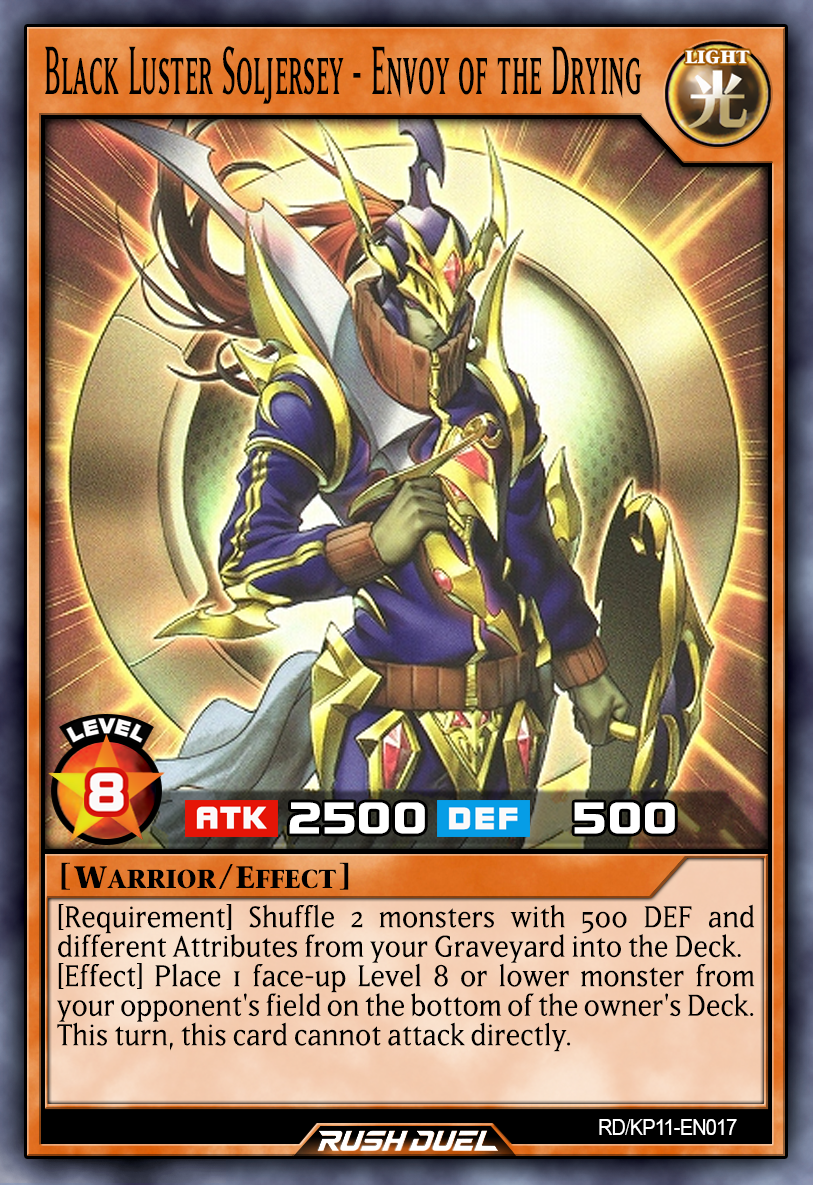 Black Luster Soljersey - Envoy of the Drying
LIGHT
光
LEVEL
8
ATK 2500 DEF 500
[Warrior/Effect]
[Requirement] Shuffle 2 monsters with 500 DEF and
different Attributes from your Graveyard into the Deck.
[Effect] Place 1 face-up Level 8 or lower monster from
your opponent's field on the bottom of the owner's Deck.
This turn, this card cannot attack directly.
RD/KP11-EN017
RUSH DUEL